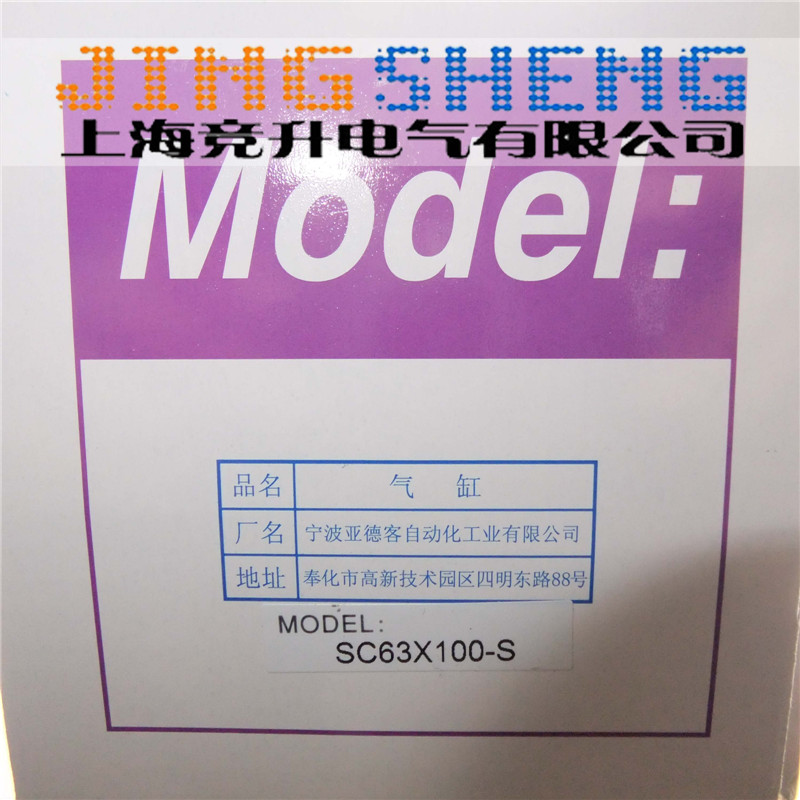 JINGSHENG
上海竞升电气有限公司
Model:
品名 气缸
厂名 宁波亚德客自动化工业有限公司
地址 奉化市高新技术园区四明东路88号
MODEL:
SC63X100-S